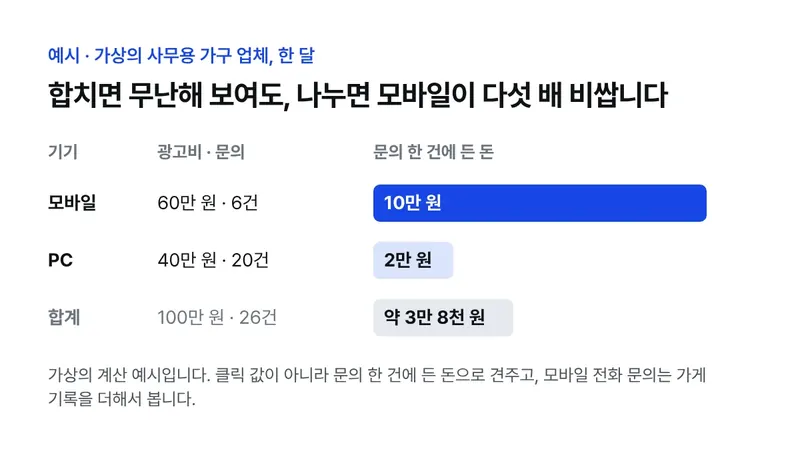 예시 · 가상의 사무용 가구 업체, 한 달
합치면 무난해 보여도, 나누면 모바일이 다섯 배 비쌉니다
기기 광고비 · 문의 문의 한 건에 든 돈
모바일 60만 원 · 6건 10만 원
PC 40만 원 · 20건 2만 원
합계 100만 원 · 26건 약 3만 8천 원
가상의 계산 예시입니다. 클릭 값이 아니라 문의 한 건에 든 돈으로 견주고, 모바일 전화 문의는 가게
기록을 더해서 봅니다.